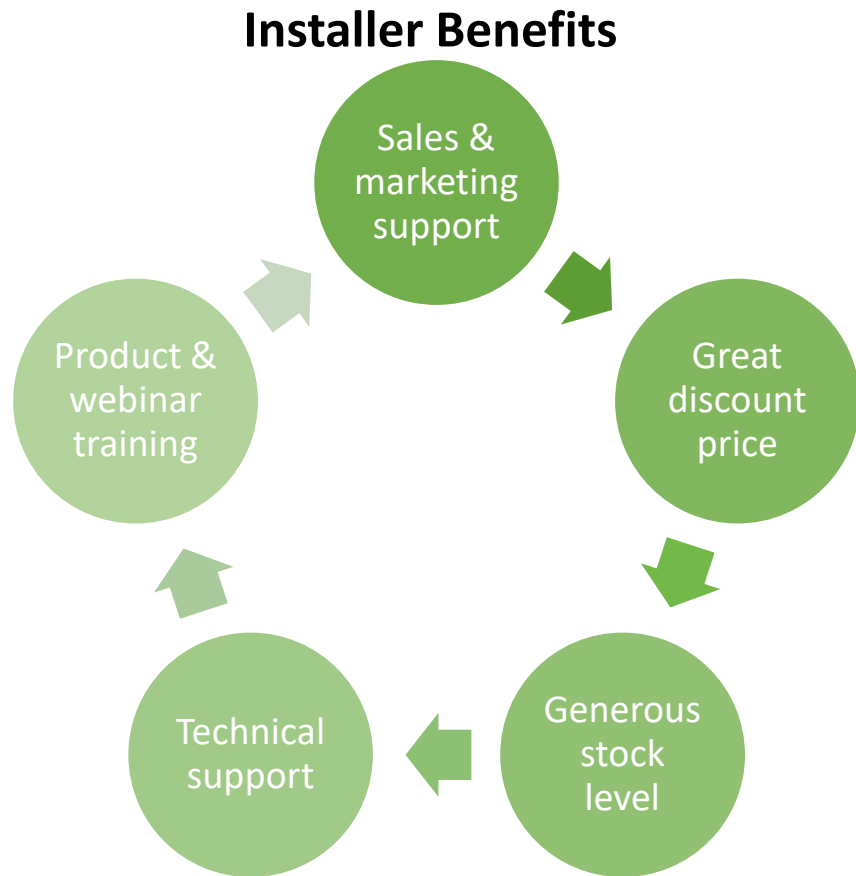 Installer Benefits
Sales &
marketing
support
Great
discount
price
Generous
stock
level
Technical
support
Product &
webinar
training